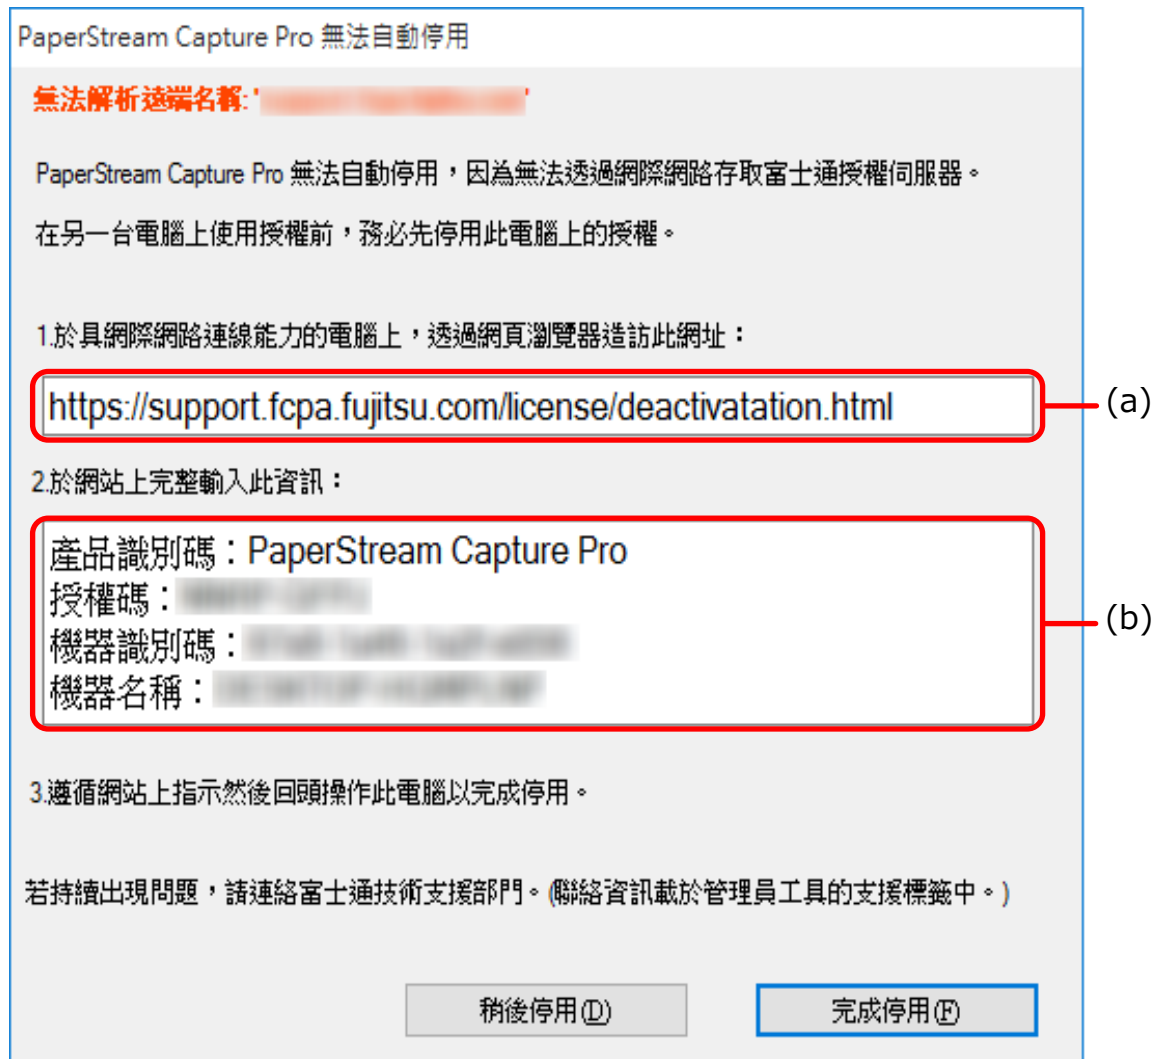 PaperStream Capture Pro 無法自動停用
無法解析遠端名稱: ' '
PaperStream Capture Pro 無法自動停用，因為無法透過網際網路存取富士通授權伺服器。
在另一台電腦上使用授權前，務必先停用此電腦上的授權。
1.於具網際網路連線能力的電腦上，透過網頁瀏覽器造訪此網址：
https://support.fcpa.fujitsu.com/license/deactivatation.html
(a)
2.於網站上完整輸入此資訊：
產品識別碼：PaperStream Capture Pro
授權碼：
機器識別碼：
機器名稱：
(b)
3.遵循網站上指示然後回頭操作此電腦以完成停用。
若持續出現問題，請連絡富士通技術支援部門。(聯絡資訊載於管理員工具的支援標籤中。)
稍後停用(D)
完成停用(F)